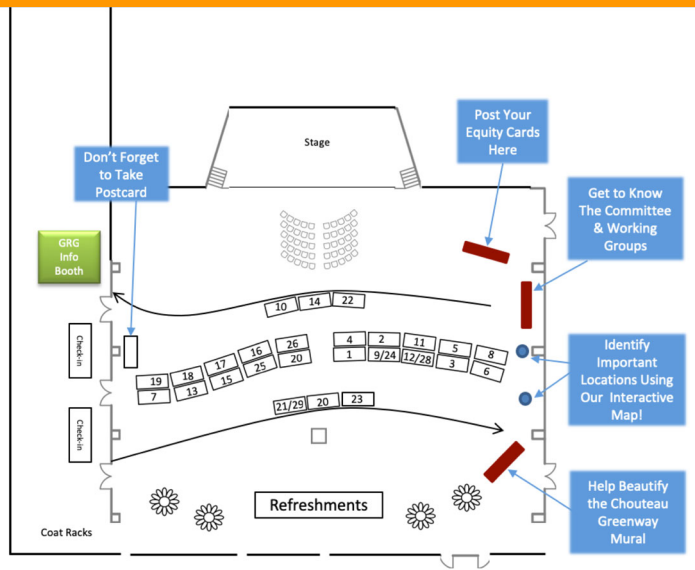 Stage
Post Your
Equity Cards
Here
Don't Forget
to Take
Postcard
Get to Know
The Committee
& Working
Groups
GRG
Info
Booth
10
14
22
Check-in
19
18
17
16
26
7
13
15
25
20
4
2
11
5
8
1
9/24
12/28
3
6
Identify
Important
Locations Using
Our Interactive
Map!
21/29
20
23
Check-in
Refreshments
Help Beautify
the Chouteau
Greenway
Mural
Coat Racks